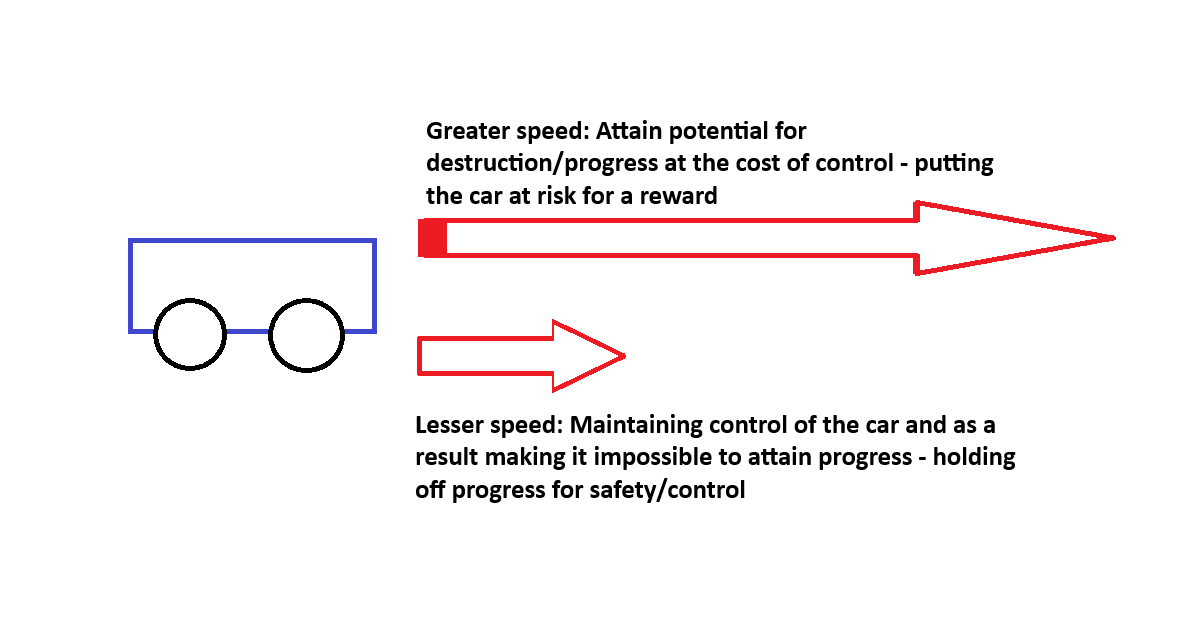 Greater speed: Attain potential for
destruction/progress at the cost of control - putting
the car at risk for a reward
Lesser speed: Maintaining control of the car and as a
result making it impossible to attain progress - holding
off progress for safety/control